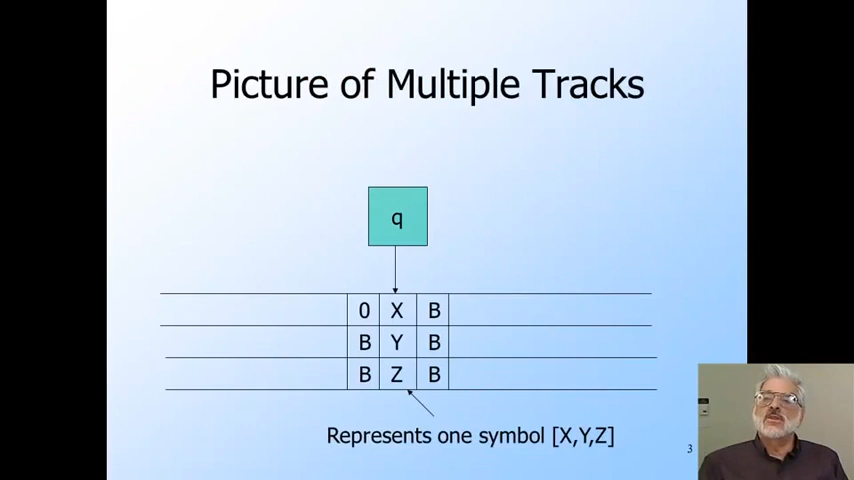 Picture of Multiple Tracks
q
0 X B
B Y B
B Z B
Represents one symbol [X,Y,Z]
3